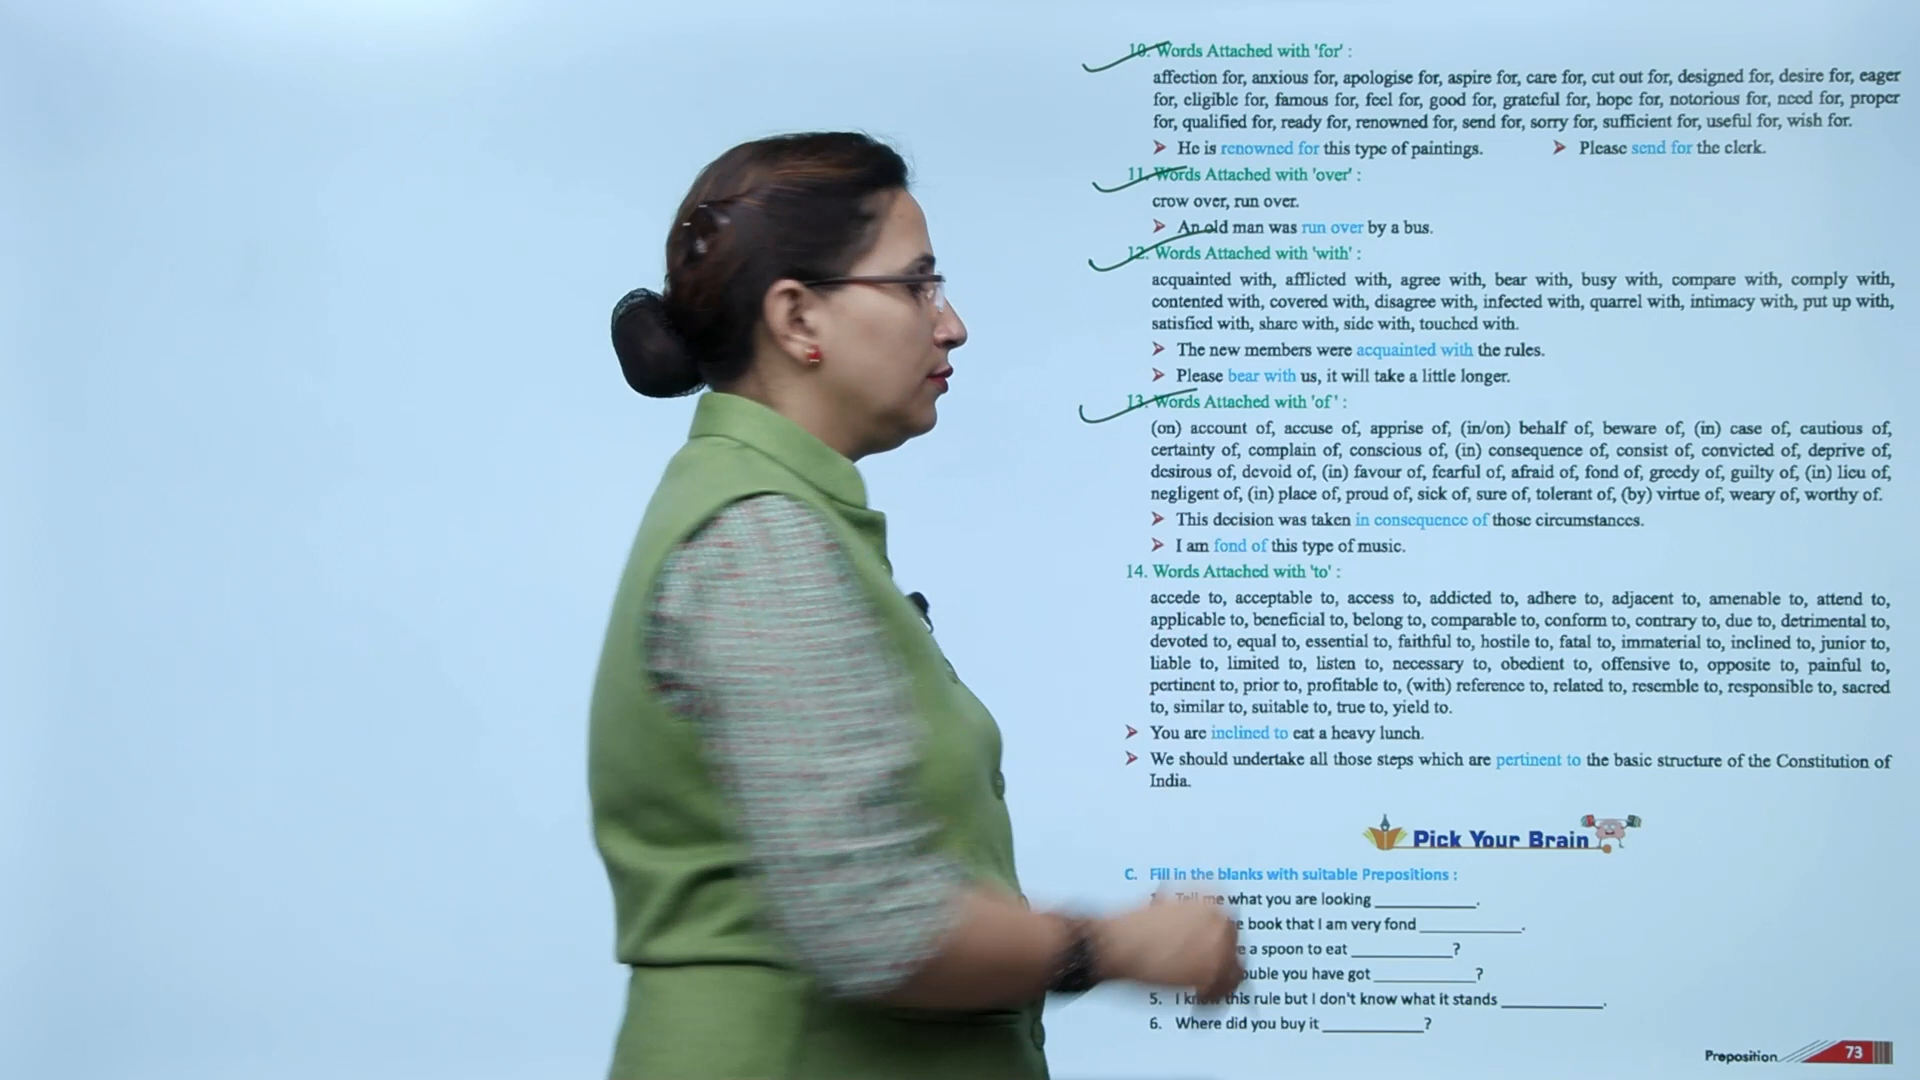 10. Words Attached with 'for' :
affection for, anxious for, apologise for, aspire for, care for, cut out for, designed for, desire for, eager
for, eligible for, famous for, feel for, good for, grateful for, hope for, notorious for, need for, proper
for, qualified for, ready for, renowned for, send for, sorry for, sufficient for, useful for, wish for.
➤ He is renowned for this type of paintings. ➤ Please send for the clerk.
11. Words Attached with 'over' :
crow over, run over.
➤ An old man was run over by a bus.
12. Words Attached with 'with' :
acquainted with, afflicted with, agree with, bear with, busy with, compare with, comply with,
contented with, covered with, disagree with, infected with, quarrel with, intimacy with, put up with,
satisfied with, share with, side with, touched with.
➤ The new members were acquainted with the rules.
➤ Please bear with us, it will take a little longer.
13. Words Attached with 'of' :
(on) account of, accuse of, apprise of, (in/on) behalf of, beware of, (in) case of, cautious of,
certainty of, complain of, conscious of, (in) consequence of, consist of, convicted of, deprive of,
desirous of, devoid of, (in) favour of, fearful of, afraid of, fond of, greedy of, guilty of, (in) lieu of,
negligent of, (in) place of, proud of, sick of, sure of, tolerant of, (by) virtue of, weary of, worthy of.
➤ This decision was taken in consequence of those circumstances.
➤ I am fond of this type of music.
14. Words Attached with 'to' :
accede to, acceptable to, access to, addicted to, adhere to, adjacent to, amenable to, attend to,
applicable to, beneficial to, belong to, comparable to, conform to, contrary to, due to, detrimental to,
devoted to, equal to, essential to, faithful to, hostile to, fatal to, immaterial to, inclined to, junior to,
liable to, limited to, listen to, necessary to, obedient to, offensive to, opposite to, painful to,
pertinent to, prior to, profitable to, (with) reference to, related to, resemble to, responsible to, sacred
to, similar to, suitable to, true to, yield to.
➤ You are inclined to eat a heavy lunch.
➤ We should undertake all those steps which are pertinent to the basic structure of the Constitution of
India.
Pick Your Brain
C. Fill in the blanks with suitable Prepositions :
1. Tell me what you are looking __________.
book that I am very fond __________.
a spoon to eat __________?
you have got __________?
5. I know this rule but I don't know what it stands __________.
6. Where did you buy it __________?
Preposition 73